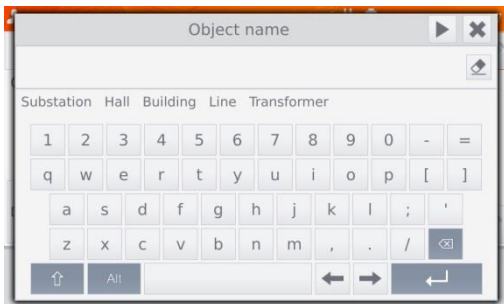 Object name
Substation Hall Building Line Transformer
1 2 3 4 5 6 7 8 9 0 - =
q w e r t y u i o p [ ]
a s d f g h j k l ; '
z x c v b n m , . /
Alt